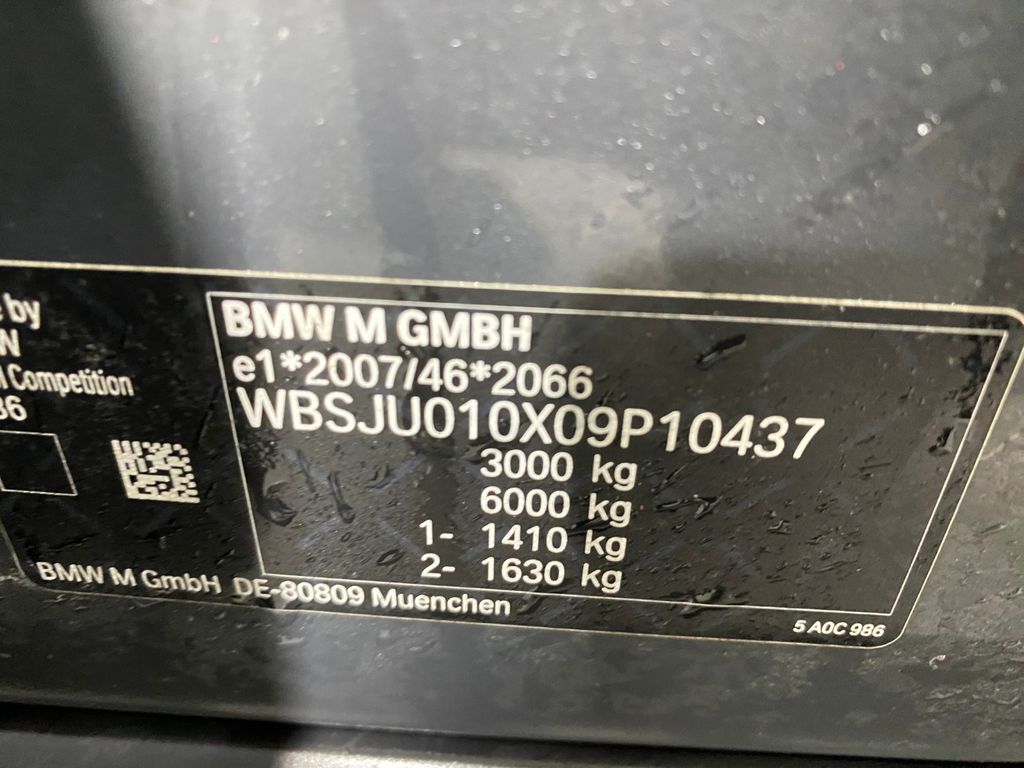 by
Competition
BMW M GMBH
e1*2007/46*2066
WBSJU010X09P10437
3000 kg
6000 kg
1- 1410 kg
2- 1630 kg
BMW M GmbH DE-80809 Muenchen
5 A0C 986